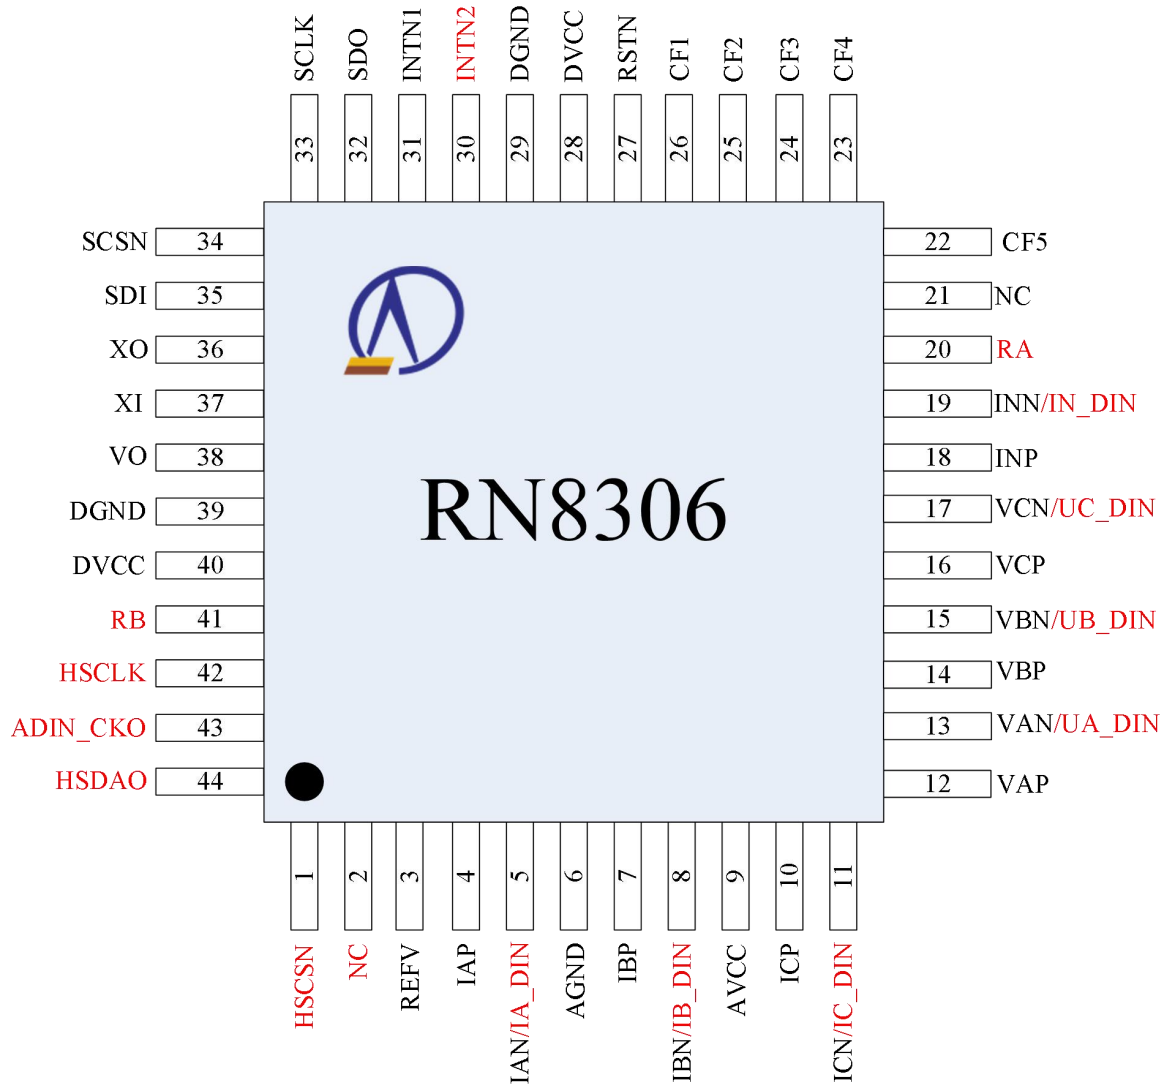 SCLK SDO INTN1 INTN2 DGND DVCC RSTN CF1 CF2 CF3 CF4
33 32 31 30 29 28 27 26 25 24 23
SCSN 34
SDI 35
XO 36
XI 37
VO 38
DGND 39
DVCC 40
RB 41
HSCLK 42
ADIN_CKO 43
HSDAO 44
RN8306
22 CF5
21 NC
20 RA
19 INN/IN_DIN
18 INP
17 VCN/UC_DIN
16 VCP
15 VBN/UB_DIN
14 VBP
13 VAN/UA_DIN
12 VAP
1 2 3 4 5 6 7 8 9 10 11
HSCSN NC REFV IAP IAN/IA_DIN AGND IBP IBN/IB_DIN AVCC ICP ICN/IC_DIN